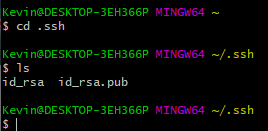 Kevin@DESKTOP-3EH366P MINGW64 ~
$ cd .ssh
Kevin@DESKTOP-3EH366P MINGW64 ~/.ssh
$ ls
id_rsa  id_rsa.pub
Kevin@DESKTOP-3EH366P MINGW64 ~/.ssh
$